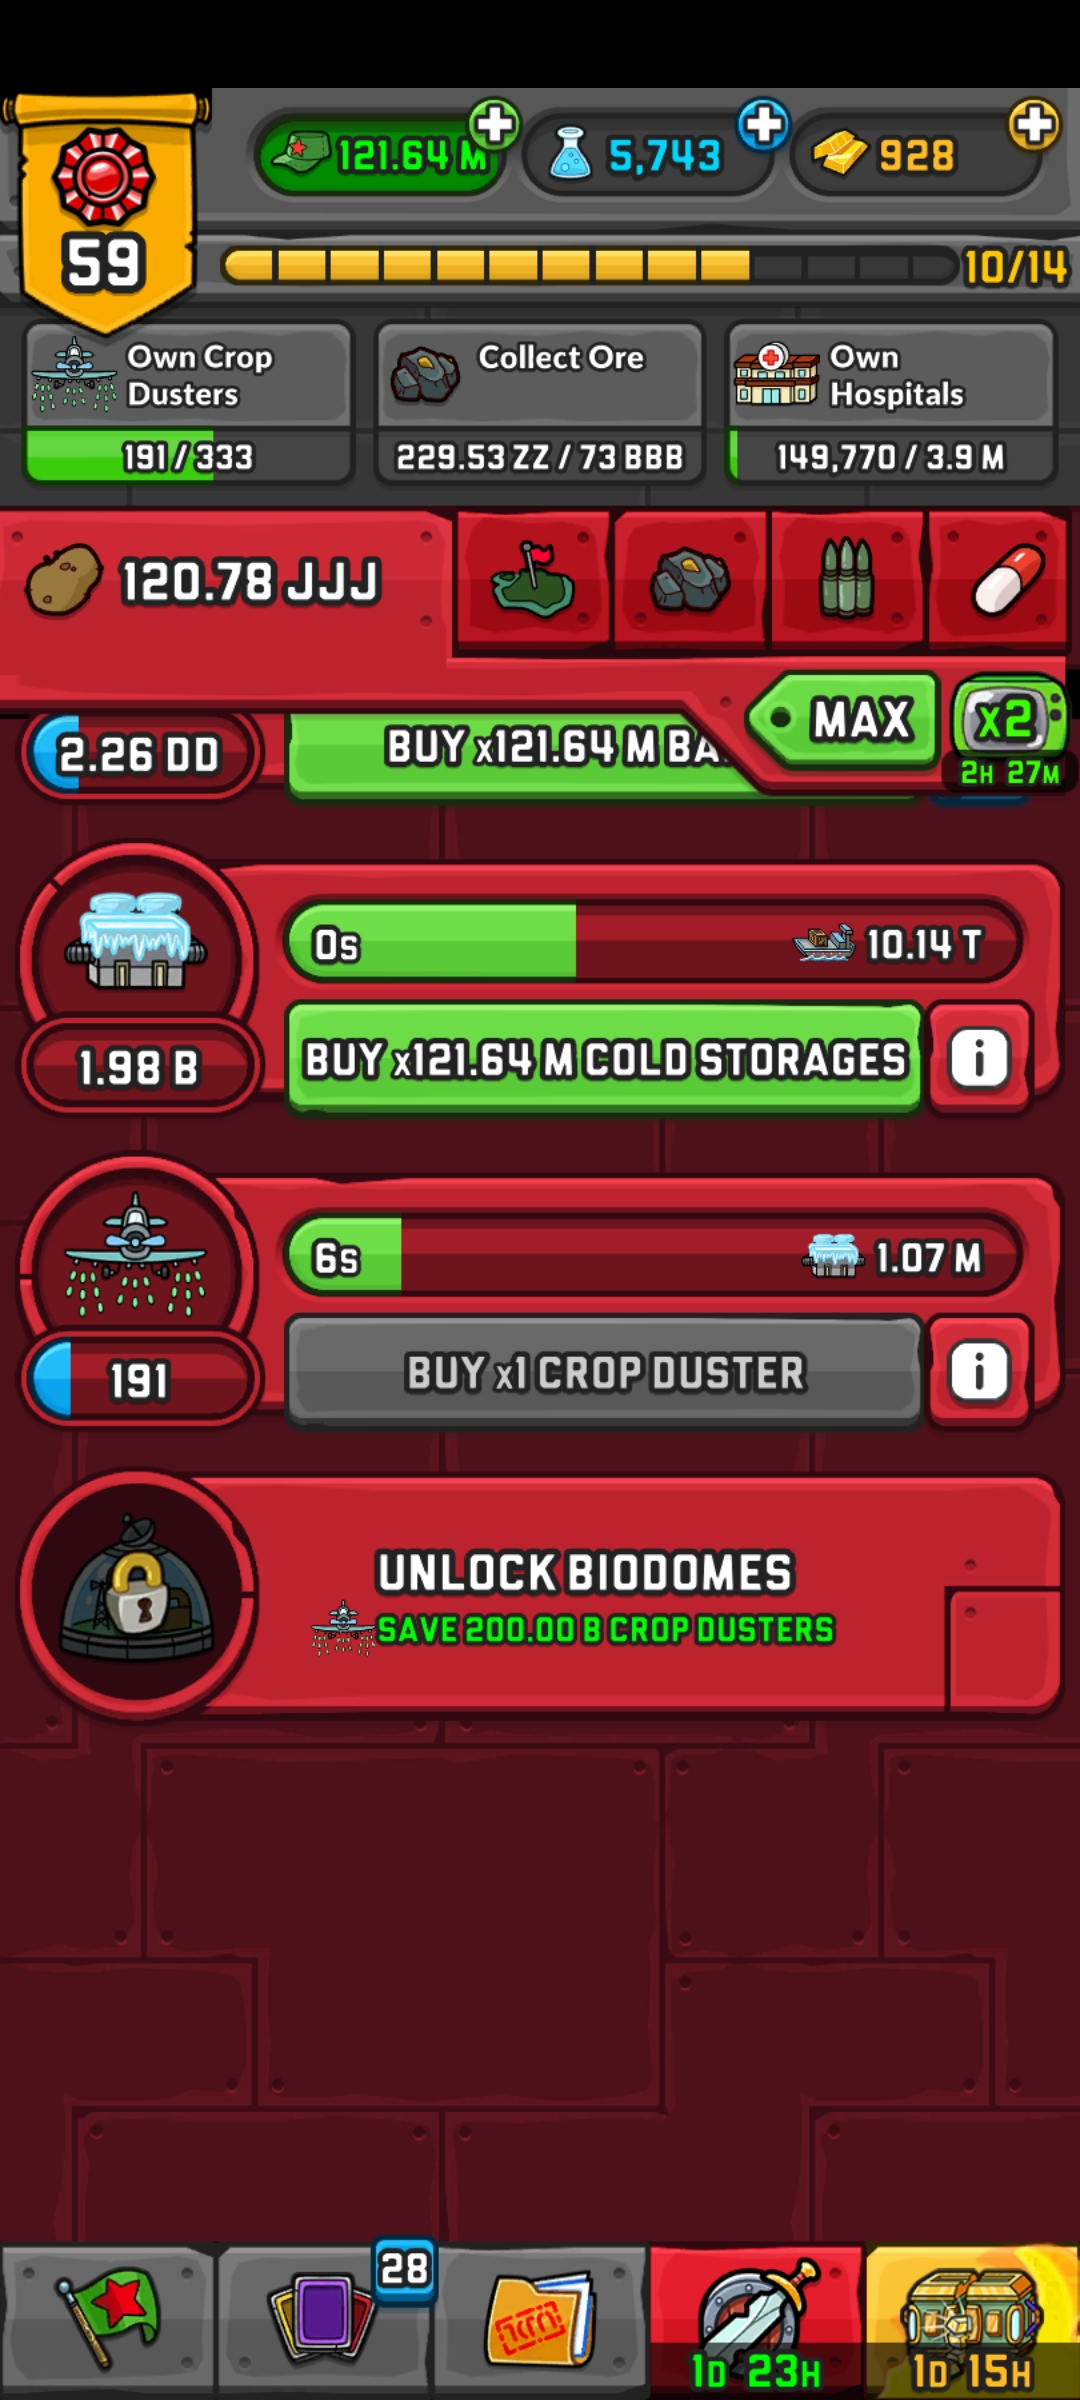 121.64 M
5,743
928
59
10/14
Own Crop
Dusters
191 / 333
Collect Ore
229.53 ZZ / 73 BBB
Own
Hospitals
149,770 / 3.9 M
120.78 JJJ
MAX
X2
2H 27M
2.26 DD
BUY x121.64 M BA
0s
10.14 T
1.98 B
BUY x121.64 M COLD STORAGES
i
6s
1.07 M
191
BUY x1 CROP DUSTER
i
UNLOCK BIODOMES
SAVE 200.00 B CROP DUSTERS
28
1D 23H
1D 15H